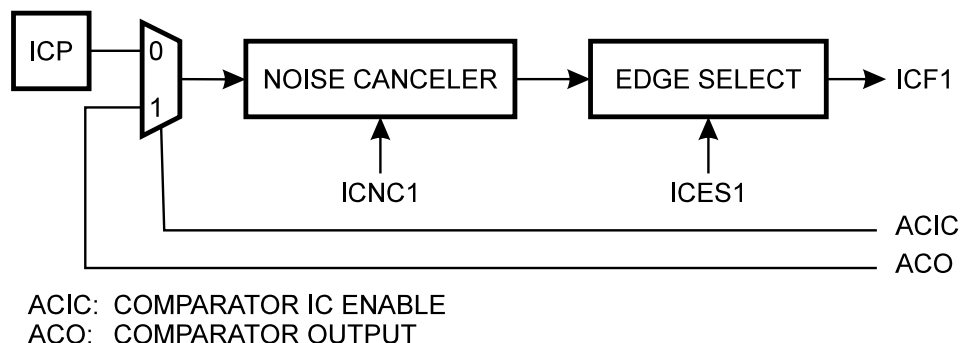 ICP
0
1
NOISE CANCELER
EDGE SELECT
ICF1
ICNC1
ICES1
ACIC
ACO
ACIC: COMPARATOR IC ENABLE
ACO: COMPARATOR OUTPUT